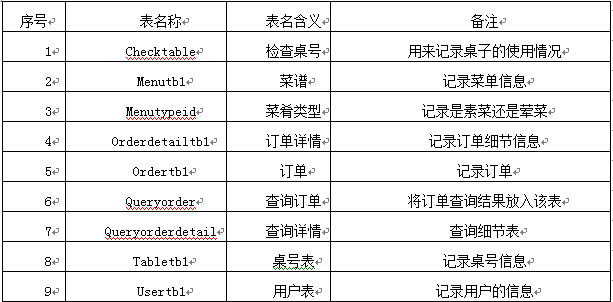 序号 表名称 表名含义 备注
1 Checktable 检查桌号 用来记录桌子的使用情况
2 Menutb1 菜谱 记录菜单信息
3 Menutypeid 菜肴类型 记录是素菜还是荤菜
4 Orderdetailtb1 订单详情 记录订单细节信息
5 Ordertb1 订单 记录订单
6 Queryorder 查询订单 将订单查询结果放入该表
7 Queryorderdetail 查询详情 查询细节表
8 Tabletb1 桌号表 记录桌号信息
9 Usertb1 用户表 记录用户的信息